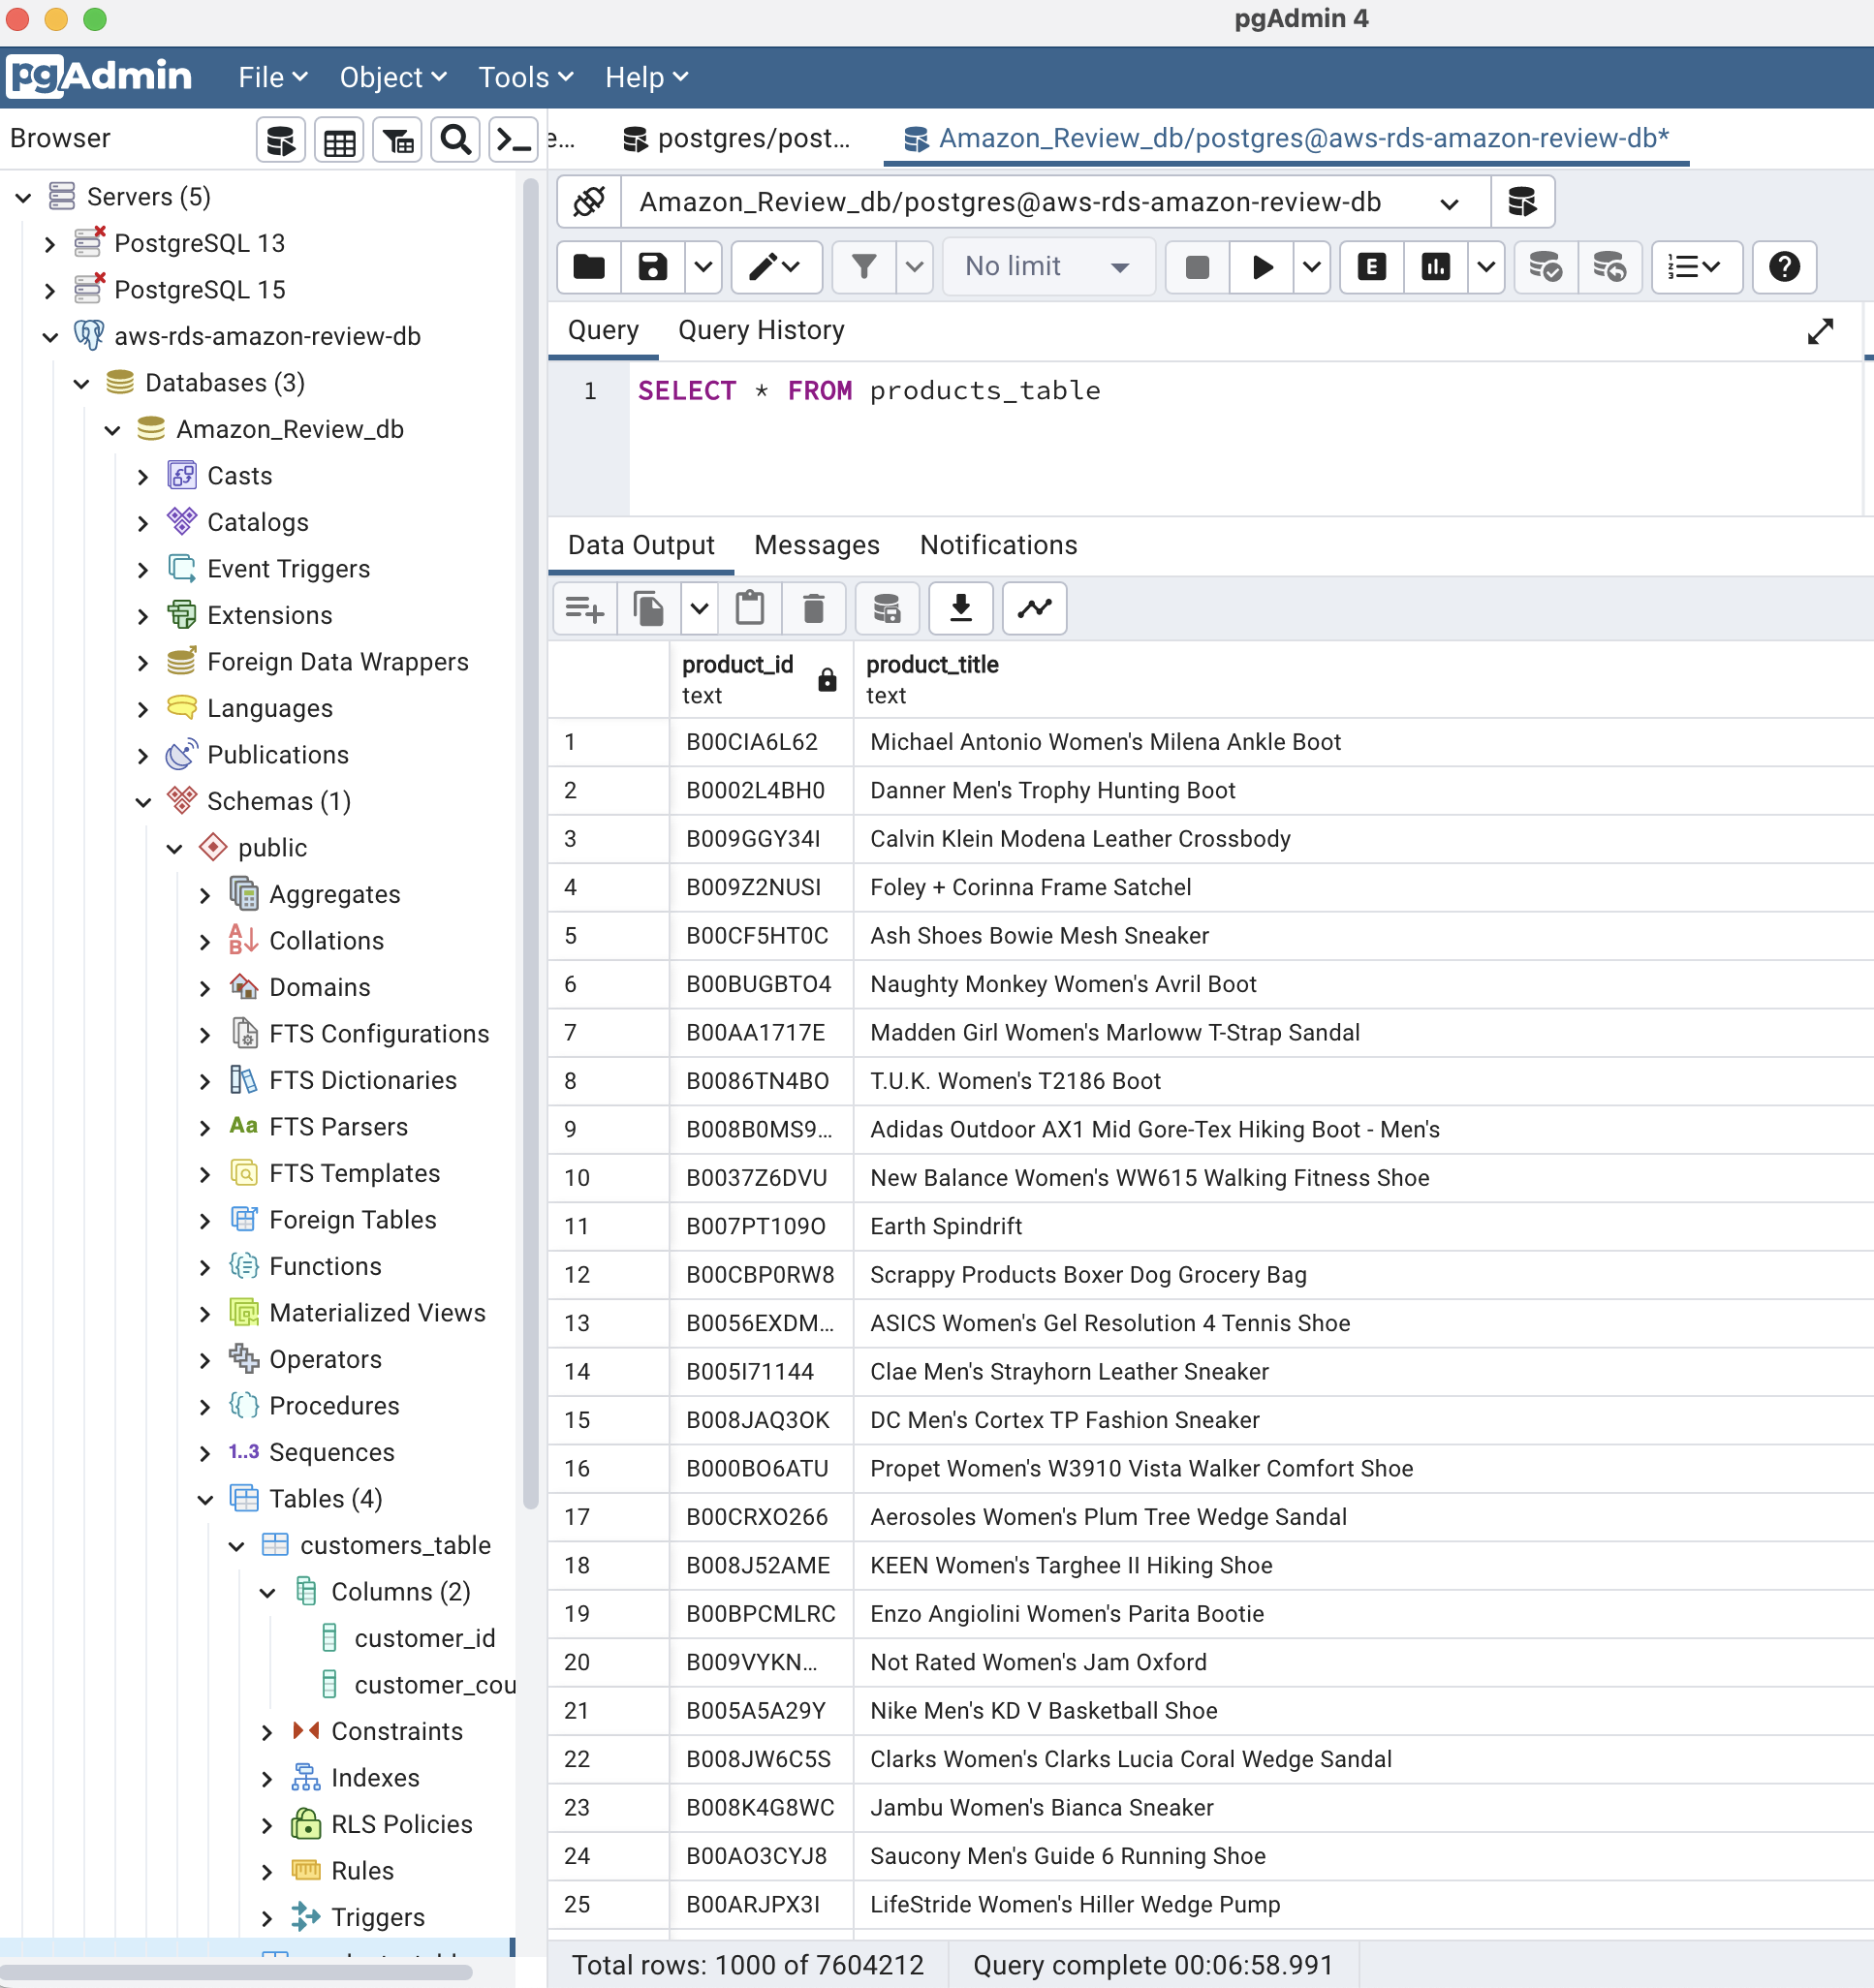 pgAdmin 4
pgAdmin File Object Tools Help
Browser
e... postgres/post... Amazon_Review_db/postgres@aws-rds-amazon-review-db*
Amazon_Review_db/postgres@aws-rds-amazon-review-db
No limit
E
Query Query History
1 SELECT * FROM products_table
Data Output Messages Notifications
Servers (5)
PostgreSQL 13
PostgreSQL 15
aws-rds-amazon-review-db
Databases (3)
Amazon_Review_db
Casts
Catalogs
Event Triggers
Extensions
Foreign Data Wrappers
Languages
Publications
Schemas (1)
public
Aggregates
Collations
Domains
FTS Configurations
FTS Dictionaries
Aa FTS Parsers
FTS Templates
Foreign Tables
Functions
Materialized Views
Operators
Procedures
1..3 Sequences
Tables (4)
customers_table
Columns (2)
customer_id
customer_cou
Constraints
Indexes
RLS Policies
Rules
Triggers
product_id product_title
text text
1 B00CIA6L62 Michael Antonio Women's Milena Ankle Boot
2 B0002L4BH0 Danner Men's Trophy Hunting Boot
3 B009GGY34I Calvin Klein Modena Leather Crossbody
4 B009Z2NUSI Foley + Corinna Frame Satchel
5 B00CF5HT0C Ash Shoes Bowie Mesh Sneaker
6 B00BUGBTO4 Naughty Monkey Women's Avril Boot
7 B00AA1717E Madden Girl Women's Marloww T-Strap Sandal
8 B0086TN4BO T.U.K. Women's T2186 Boot
9 B008B0MS9... Adidas Outdoor AX1 Mid Gore-Tex Hiking Boot - Men's
10 B0037Z6DVU New Balance Women's WW615 Walking Fitness Shoe
11 B007PT109O Earth Spindrift
12 B00CBP0RW8 Scrappy Products Boxer Dog Grocery Bag
13 B0056EXDM... ASICS Women's Gel Resolution 4 Tennis Shoe
14 B005I71144 Clae Men's Strayhorn Leather Sneaker
15 B008JAQ3OK DC Men's Cortex TP Fashion Sneaker
16 B000BO6ATU Propet Women's W3910 Vista Walker Comfort Shoe
17 B00CRXO266 Aerosoles Women's Plum Tree Wedge Sandal
18 B008J52AME KEEN Women's Targhee II Hiking Shoe
19 B00BPCMLRC Enzo Angiolini Women's Parita Bootie
20 B009VYKN... Not Rated Women's Jam Oxford
21 B005A5A29Y Nike Men's KD V Basketball Shoe
22 B008JW6C5S Clarks Women's Clarks Lucia Coral Wedge Sandal
23 B008K4G8WC Jambu Women's Bianca Sneaker
24 B00AO3CYJ8 Saucony Men's Guide 6 Running Shoe
25 B00ARJPX3I LifeStride Women's Hiller Wedge Pump
Total rows: 1000 of 7604212 Query complete 00:06:58.991